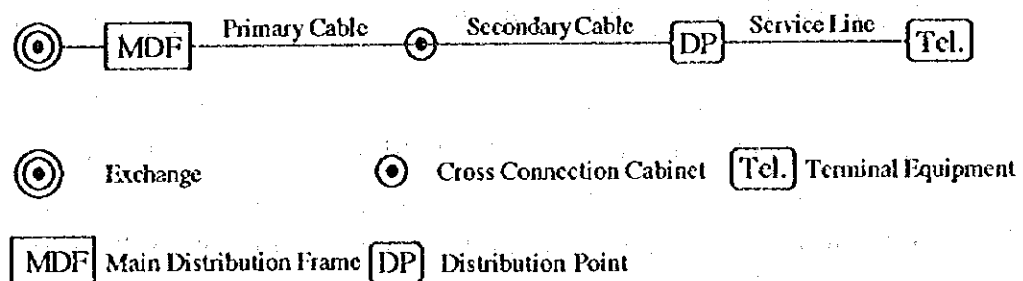 Primary Cable Secondary Cable Service Line
MDF DP Tel.
Exchange Cross Connection Cabinet Tel. Terminal Equipment
MDF Main Distribution Frame DP Distribution Point